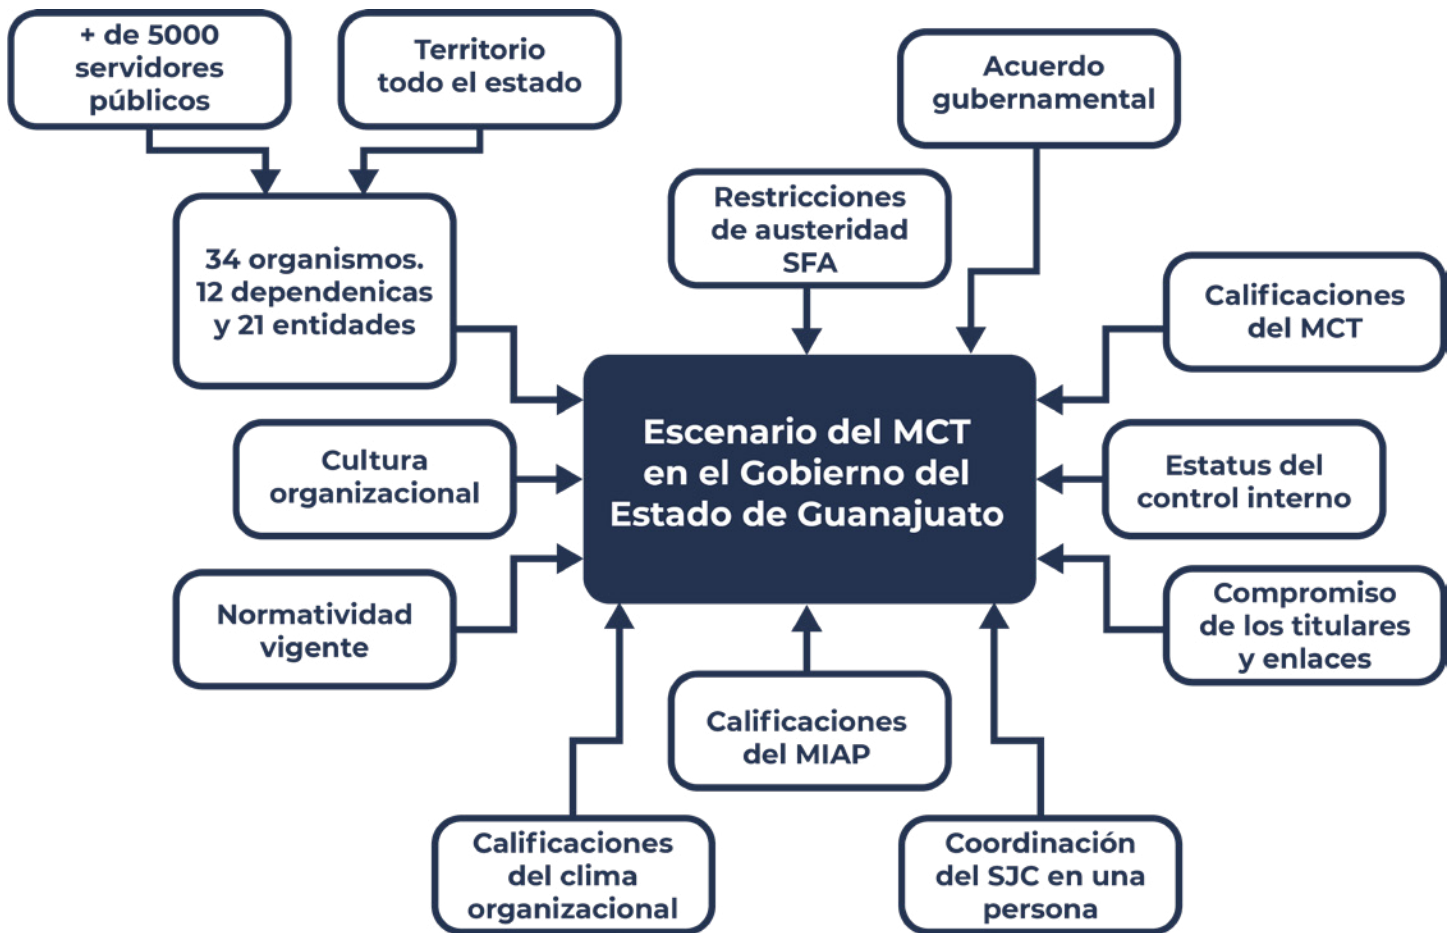 + de 5000
servidores
públicos
Territorio
todo el estado
Acuerdo
gubernamental
Restricciones
de austeridad
SFA
34 organismos.
12 dependenicas
y 21 entidades
Calificaciones
del MCT
Escenario del MCT
en el Gobierno del
Estado de Guanajuato
Cultura
organizacional
Estatus del
control interno
Normatividad
vigente
Compromiso
de los titulares
y enlaces
Calificaciones
del MIAP
Calificaciones
del clima
organizacional
Coordinación
del SJC en una
persona